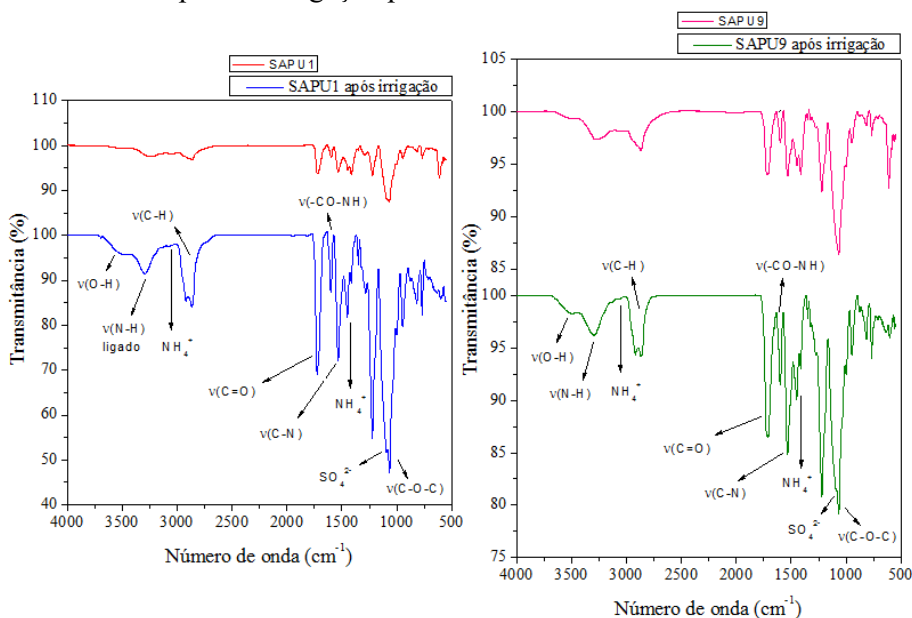 SAPU1
SAPU1 após irrigação
110
100
90
100
90
80
70
60
50
40
4000 3500 3000 2500 2000 1500 1000 500
Transmitância (%)
Número de onda (cm⁻¹)
ν(O-H)
ν(N-H)
ligado
NH₄⁺
ν(C-H)
ν(-CO-NH)
ν(C=O)
ν(C-N)
NH₄⁺
SO₄²⁻
ν(C-O-C)
SAPU9
SAPU9 após irrigação
105
100
95
90
85
100
95
90
85
80
75
4000 3500 3000 2500 2000 1500 1000 500
Transmitância (%)
Número de onda (cm⁻¹)
ν(O-H)
ν(N-H)
NH₄⁺
ν(C-H)
ν(-CO-NH)
ν(C=O)
ν(C-N)
NH₄⁺
SO₄²⁻
ν(C-O-C)